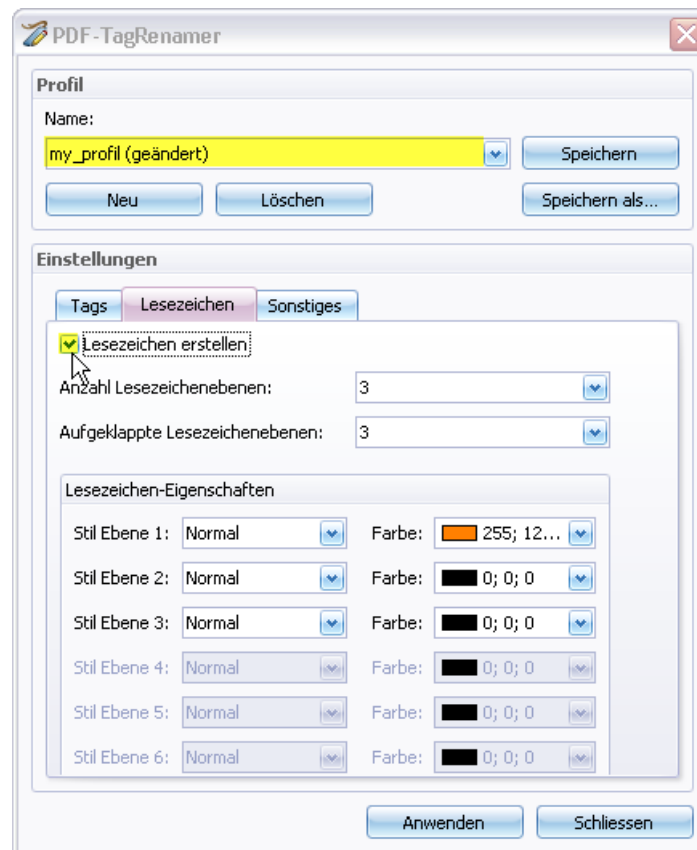 PDF-TagRenamer
Profil
Name:
my_profil (geändert)
Speichern
Neu
Löschen
Speichern als...
Einstellungen
Tags
Lesezeichen
Sonstiges
Lesezeichen erstellen
Anzahl Lesezeichenebenen:
3
Aufgeklappte Lesezeichenebenen:
3
Lesezeichen-Eigenschaften
Stil Ebene 1: Normal Farbe: 255; 12...
Stil Ebene 2: Normal Farbe: 0; 0; 0
Stil Ebene 3: Normal Farbe: 0; 0; 0
Stil Ebene 4: Normal Farbe: 0; 0; 0
Stil Ebene 5: Normal Farbe: 0; 0; 0
Stil Ebene 6: Normal Farbe: 0; 0; 0
Anwenden
Schliessen